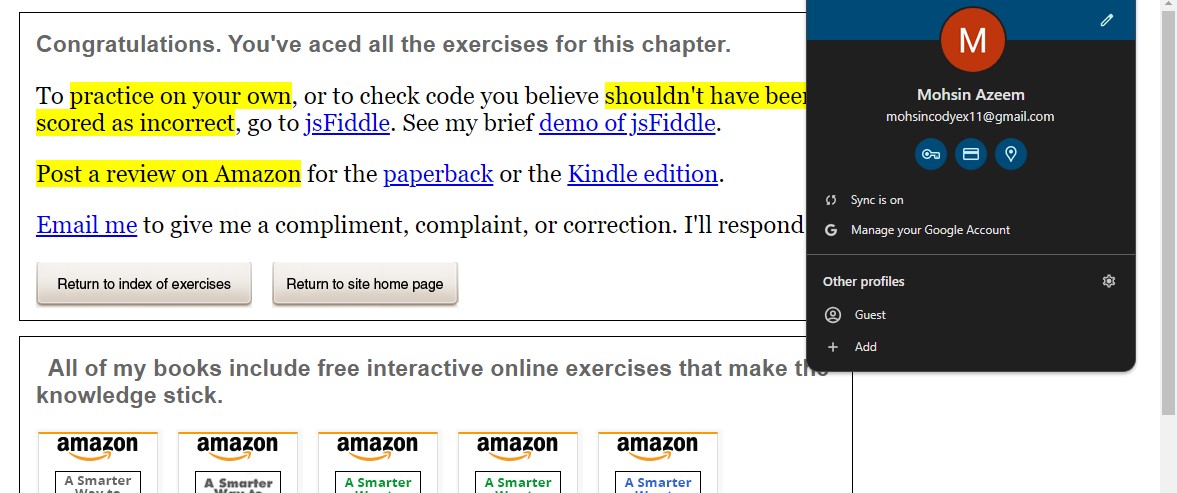 Congratulations. You've aced all the exercises for this chapter.
To practice on your own, or to check code you believe shouldn't have been
scored as incorrect, go to jsFiddle. See my brief demo of jsFiddle.
Post a review on Amazon for the paperback or the Kindle edition.
Email me to give me a compliment, complaint, or correction. I'll respond
Return to index of exercises
Return to site home page
All of my books include free interactive online exercises that make the
knowledge stick.
amazon
A Smarter
Way to
amazon
A Smarter
Way to
amazon
A Smarter
amazon
A Smarter
amazon
A Smarter
M
Mohsin Azeem
mohsincodyex11@gmail.com
Sync is on
G Manage your Google Account
Other profiles
Guest
+ Add